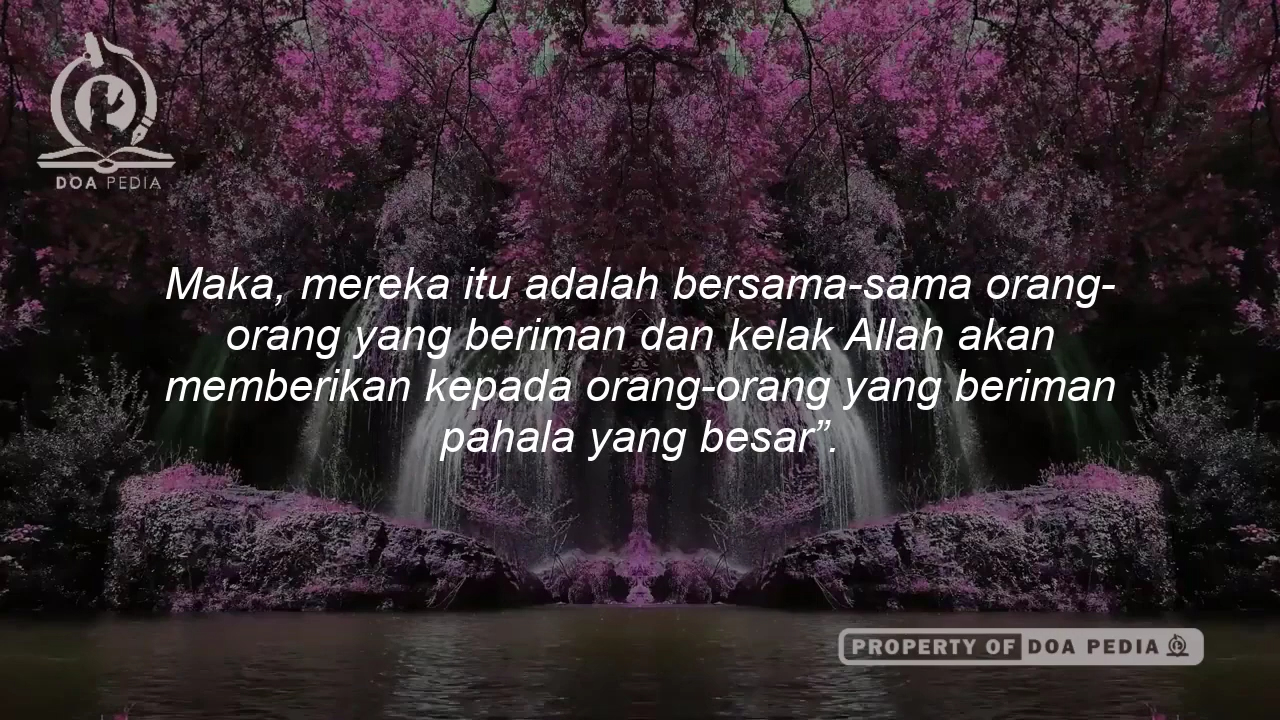 DOA PEDIA
Maka, mereka itu adalah bersama-sama orang-
orang yang beriman dan kelak Allah akan
memberikan kepada orang-orang yang beriman
pahala yang besar”.
PROPERTY OF DOA PEDIA